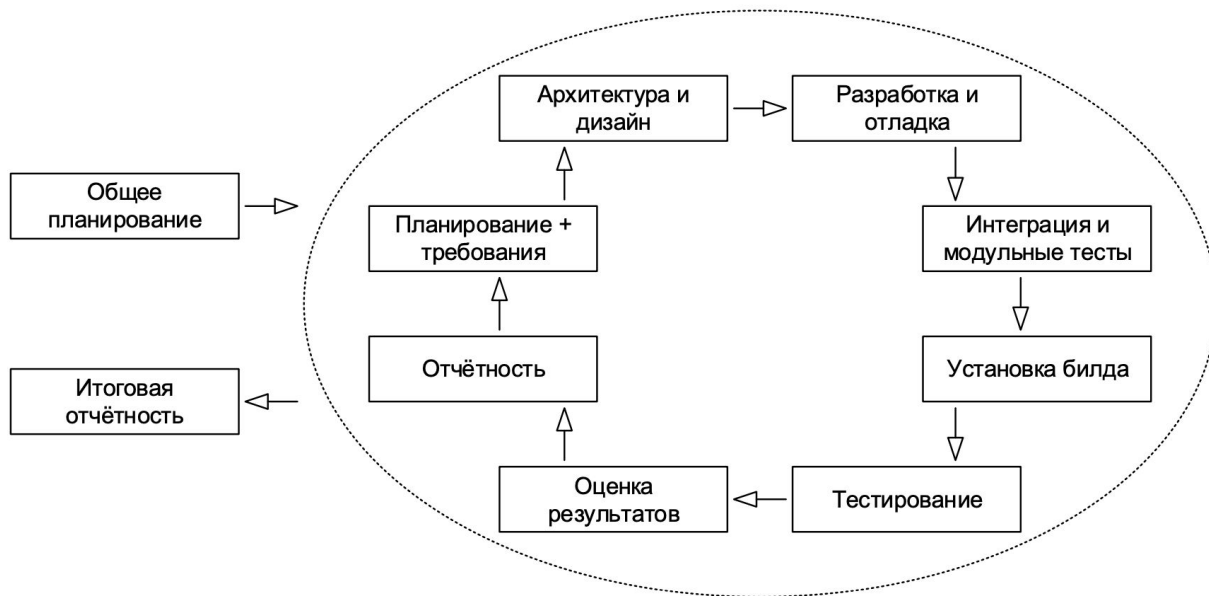 Общее
планирование
Итоговая
отчётность
Архитектура и
дизайн
Разработка и
отладка
Планирование +
требования
Интеграция и
модульные тесты
Отчётность
Установка билда
Оценка
результатов
Тестирование